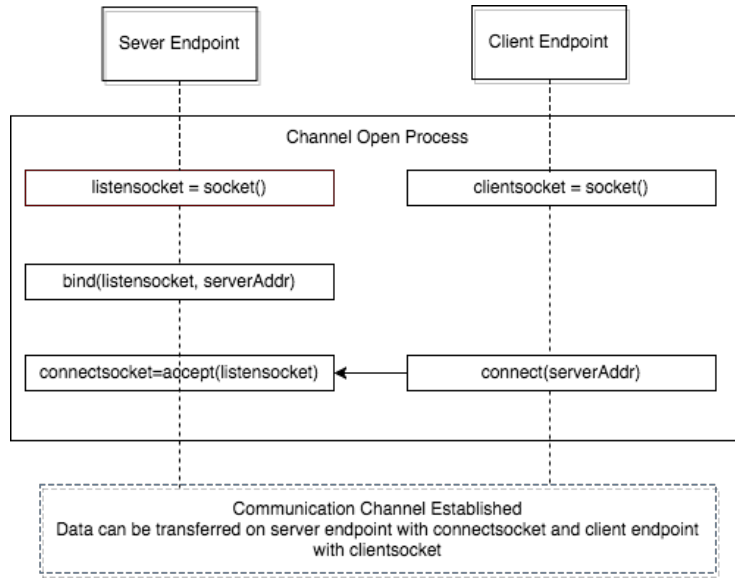 Sever Endpoint
Client Endpoint
Channel Open Process
listensocket = socket()
clientsocket = socket()
bind(listensocket, serverAddr)
connectsocket=accept(listensocket)
connect(serverAddr)
Communication Channel Established
Data can be transferred on server endpoint with connectsocket and client endpoint
with clientsocket